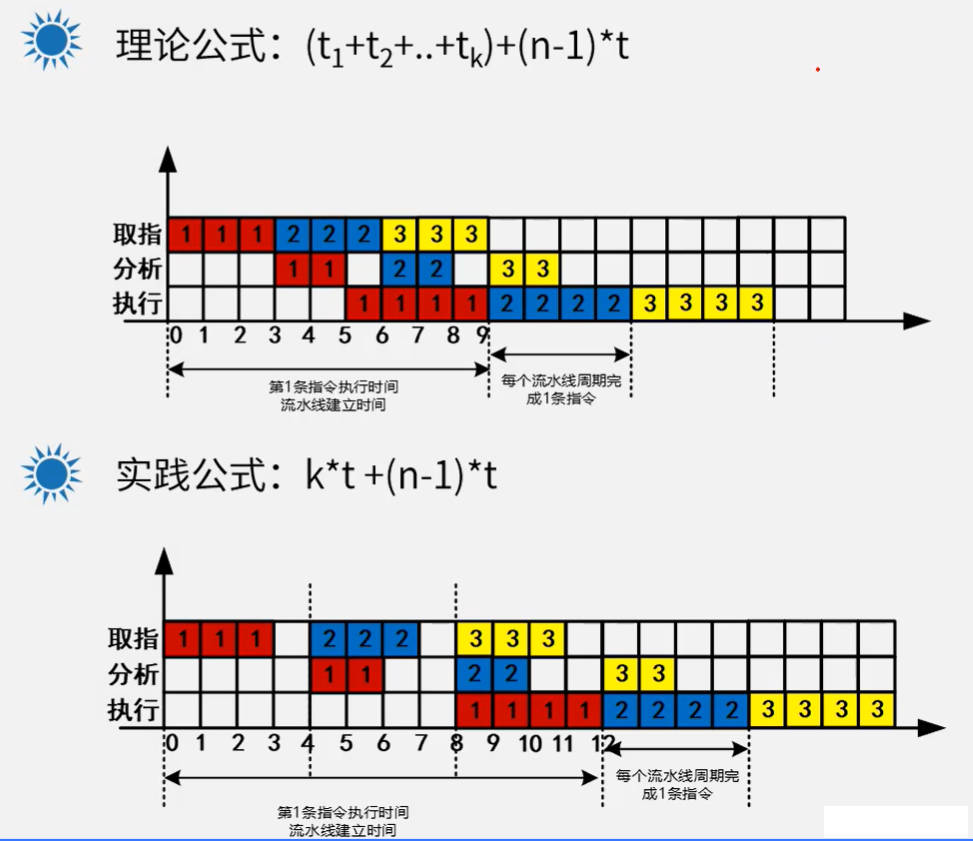 理论公式：(t₁+t₂+..+tₖ)+(n-1)*t
取指 1 1 1 2 2 2 3 3 3
分析 1 1 2 2 3 3
执行 1 1 1 1 2 2 2 2 3 3 3 3
0 1 2 3 4 5 6 7 8 9
第1条指令执行时间
流水线建立时间
每个流水线周期完
成1条指令
实践公式：k*t +(n-1)*t
取指 1 1 1 2 2 2 3 3 3
分析 1 1 2 2 3 3
执行 1 1 1 1 2 2 2 2 3 3 3 3
0 1 2 3 4 5 6 7 8 9 10 11 12
第1条指令执行时间
流水线建立时间
每个流水线周期完
成1条指令